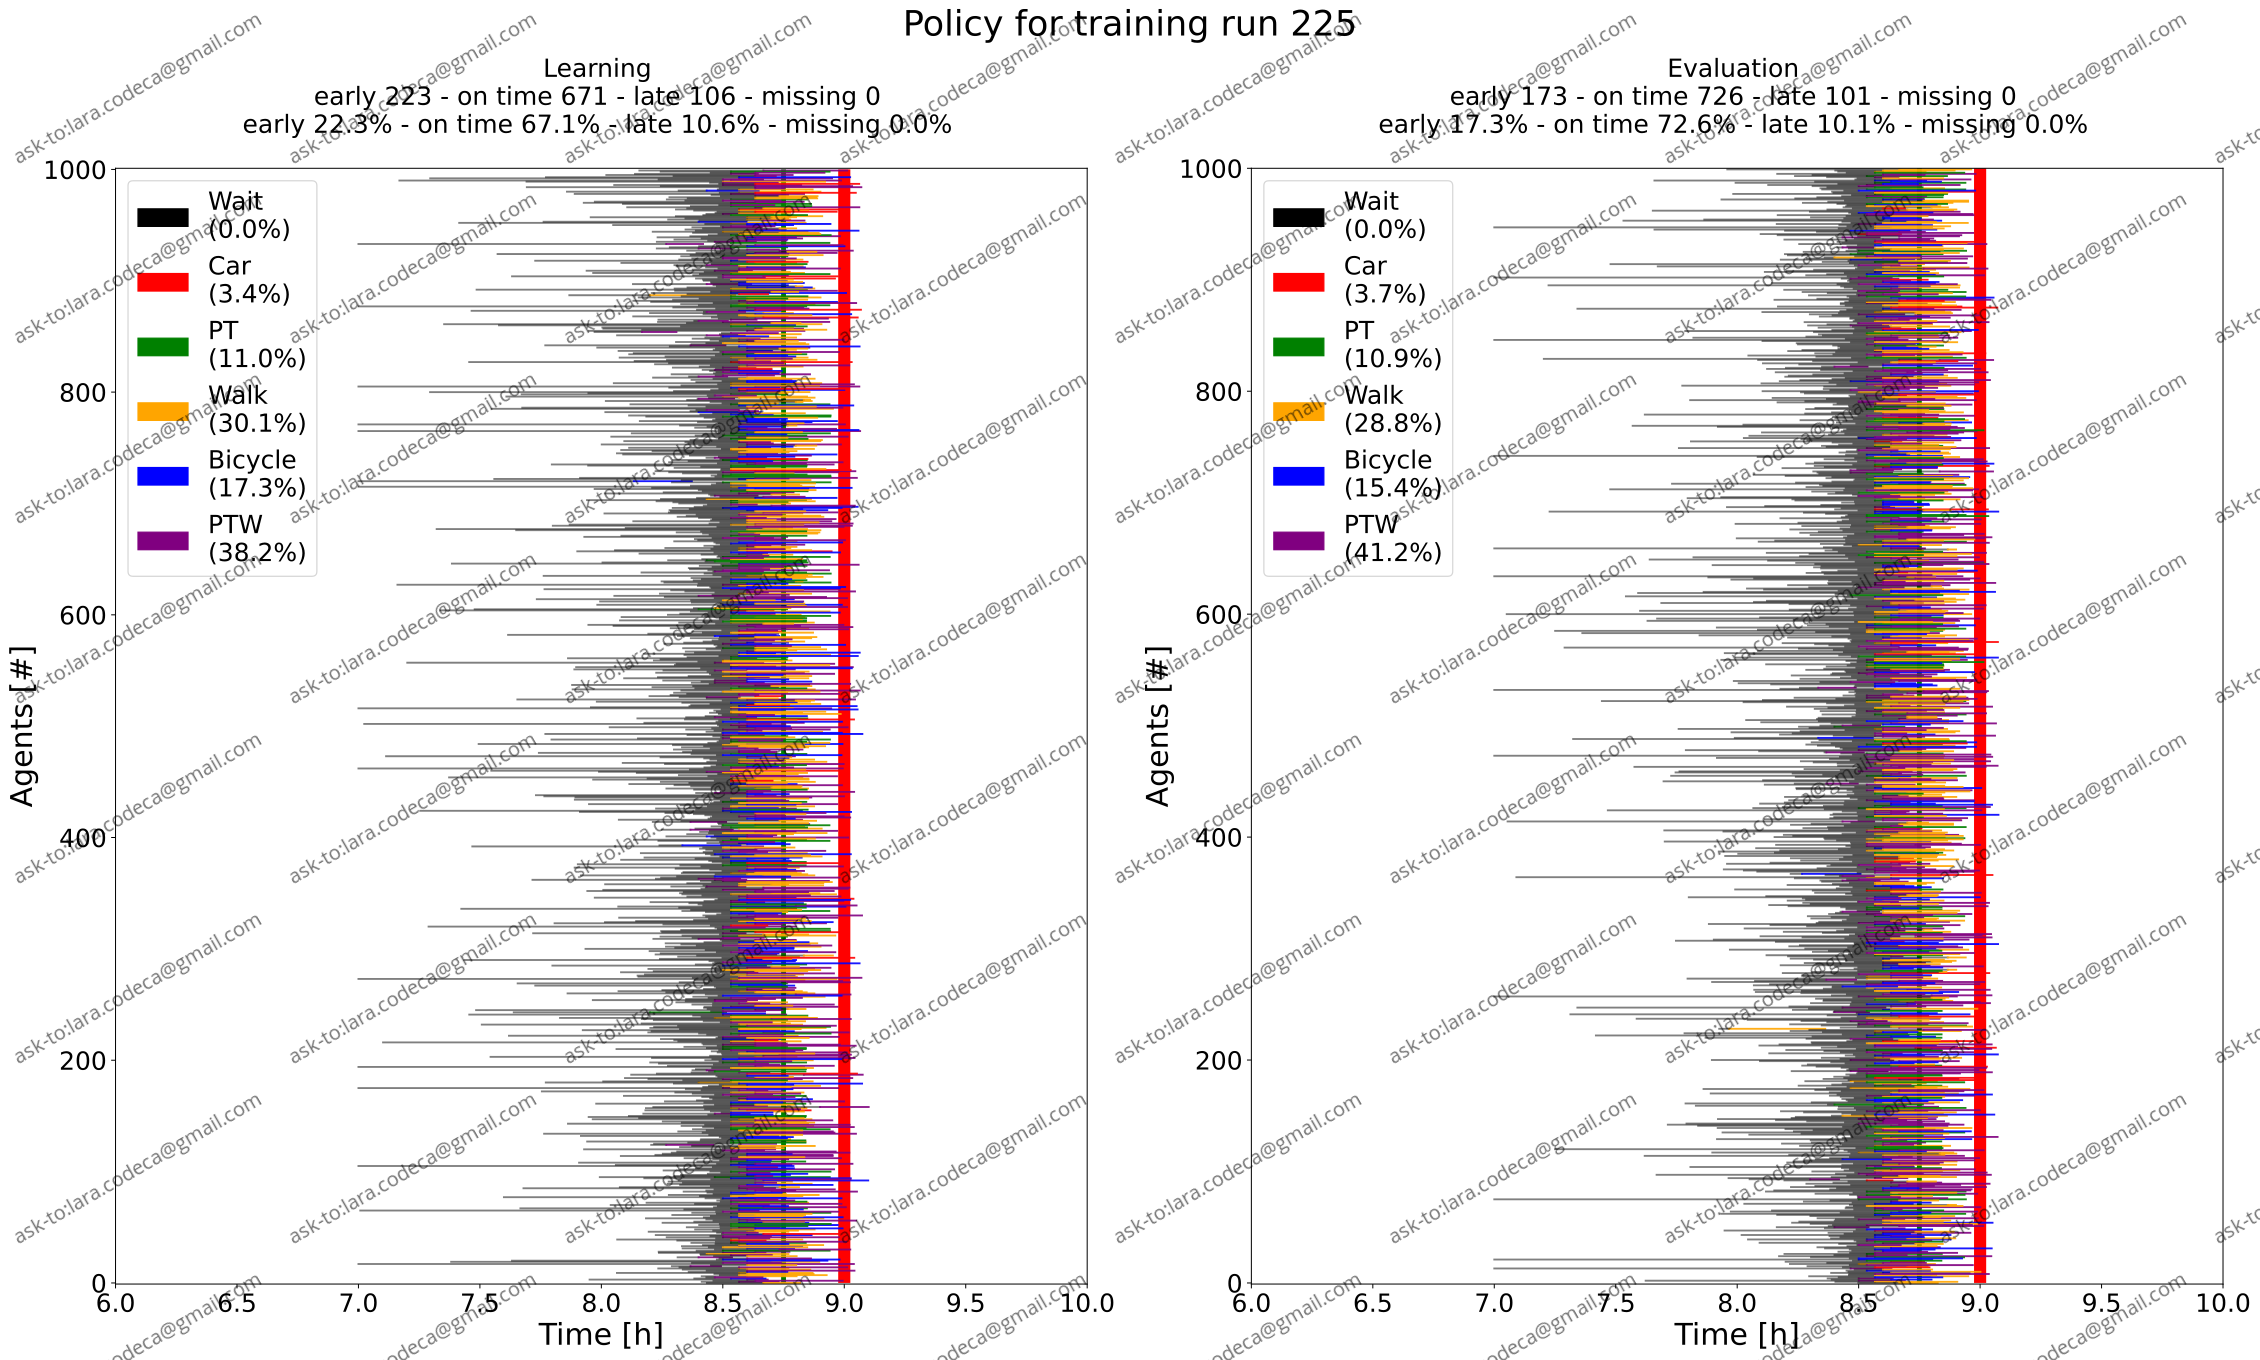 Policy for training run 225
Learning
early 223 - on time 671 - late 106 - missing 0
early 22.3% - on time 67.1% - late 10.6% - missing 0.0%
1000
800
600
400
200
0
Agents [#]
Wait
(0.0%)
Car
(3.4%)
PT
(11.0%)
Walk
(30.1%)
Bicycle
(17.3%)
PTW
(38.2%)
6.0 6.5 7.0 7.5 8.0 8.5 9.0 9.5 10.0
Time [h]
Evaluation
early 173 - on time 726 - late 101 - missing 0
early 17.3% - on time 72.6% - late 10.1% - missing 0.0%
1000
800
600
400
200
0
Agents [#]
Wait
(0.0%)
Car
(3.7%)
PT
(10.9%)
Walk
(28.8%)
Bicycle
(15.4%)
PTW
(41.2%)
6.0 6.5 7.0 7.5 8.0 8.5 9.0 9.5 10.0
Time [h]
ask-to:lara.codeca@gmail.com